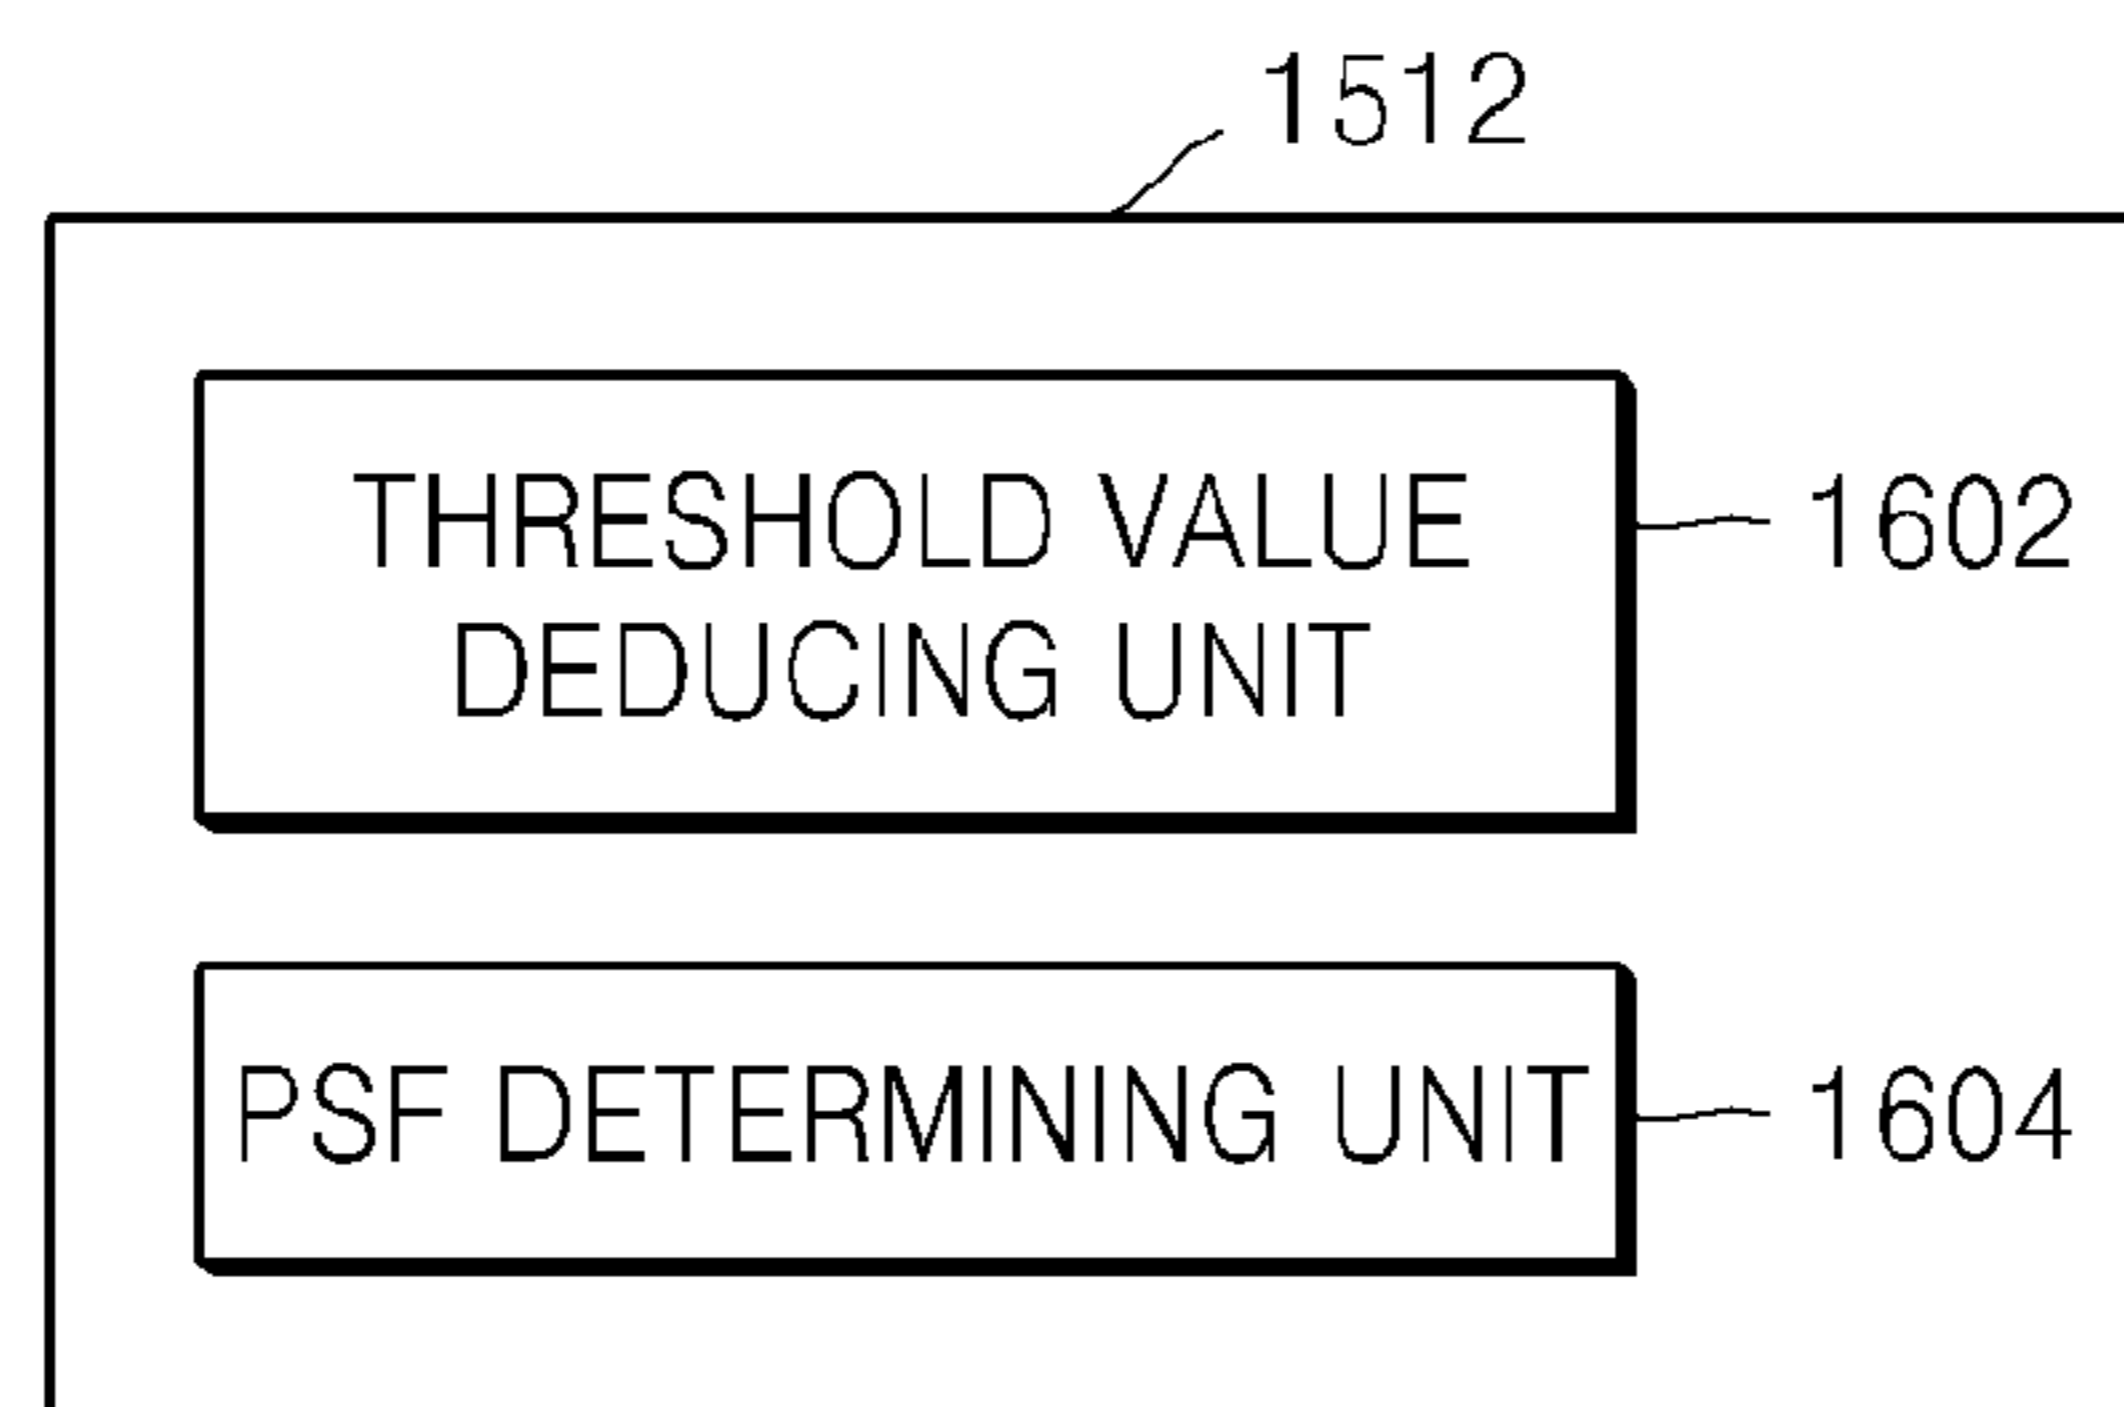 1512
THRESHOLD VALUE
DEDUCING UNIT
1602
PSF DETERMINING UNIT
1604